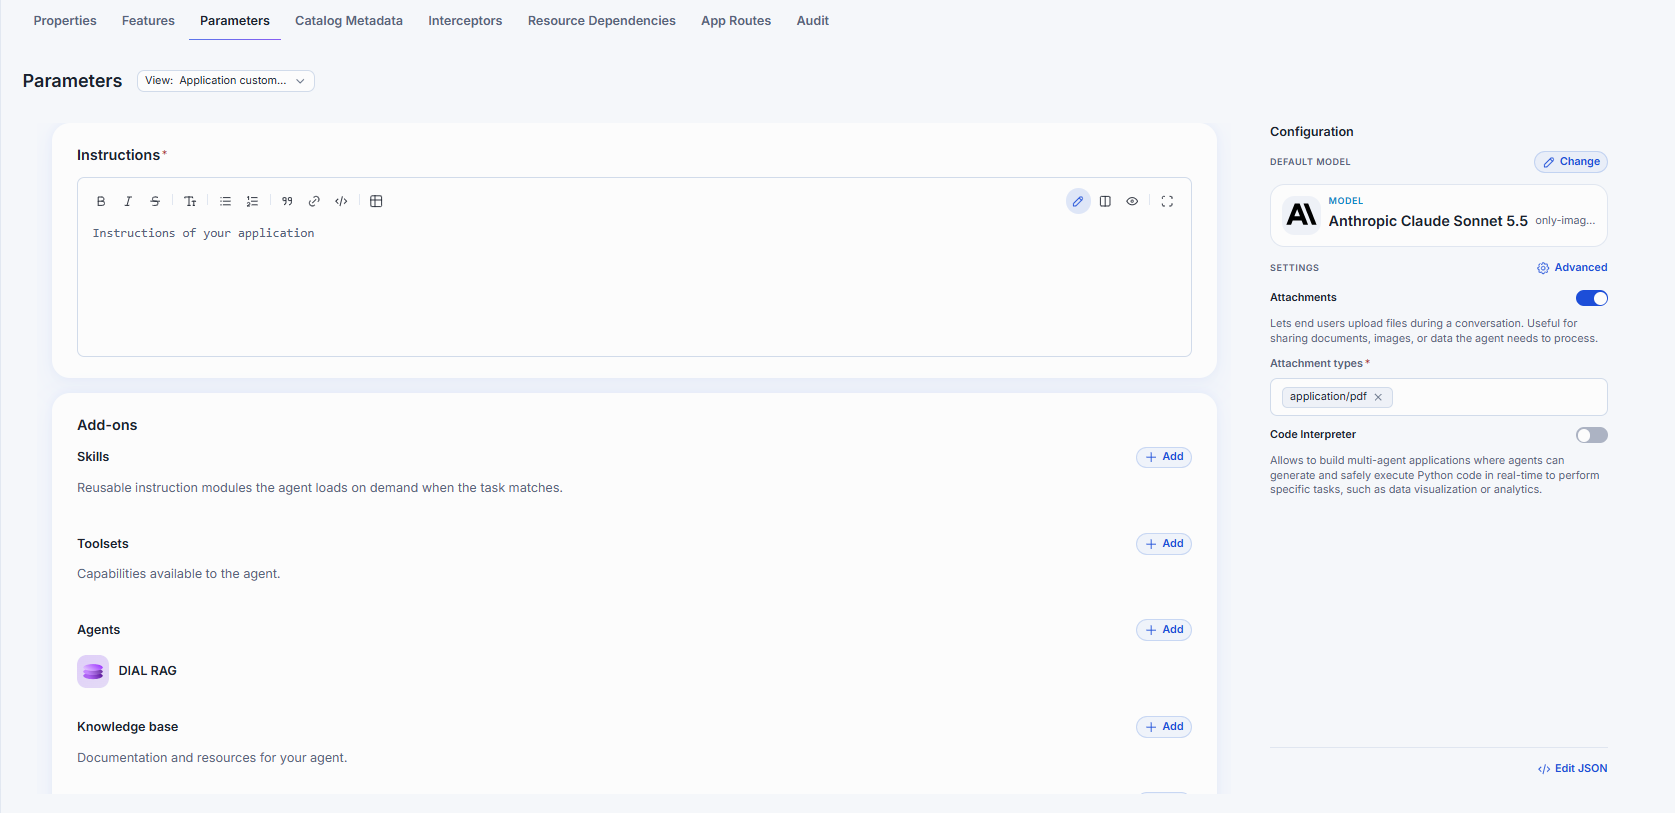 Properties Features Parameters Catalog Metadata Interceptors Resource Dependencies App Routes Audit
Parameters View: Application custom...
Instructions*
Instructions of your application
Add-ons
Skills
Add
Reusable instruction modules the agent loads on demand when the task matches.
Toolsets
Add
Capabilities available to the agent.
Agents
Add
DIAL RAG
Knowledge base
Add
Documentation and resources for your agent.
Configuration
DEFAULT MODEL
Change
MODEL
Anthropic Claude Sonnet 5.5 only-imag...
SETTINGS
Advanced
Attachments
Lets end users upload files during a conversation. Useful for
sharing documents, images, or data the agent needs to process.
Attachment types*
application/pdf
Code Interpreter
Allows to build multi-agent applications where agents can
generate and safely execute Python code in real-time to perform
specific tasks, such as data visualization or analytics.
Edit JSON